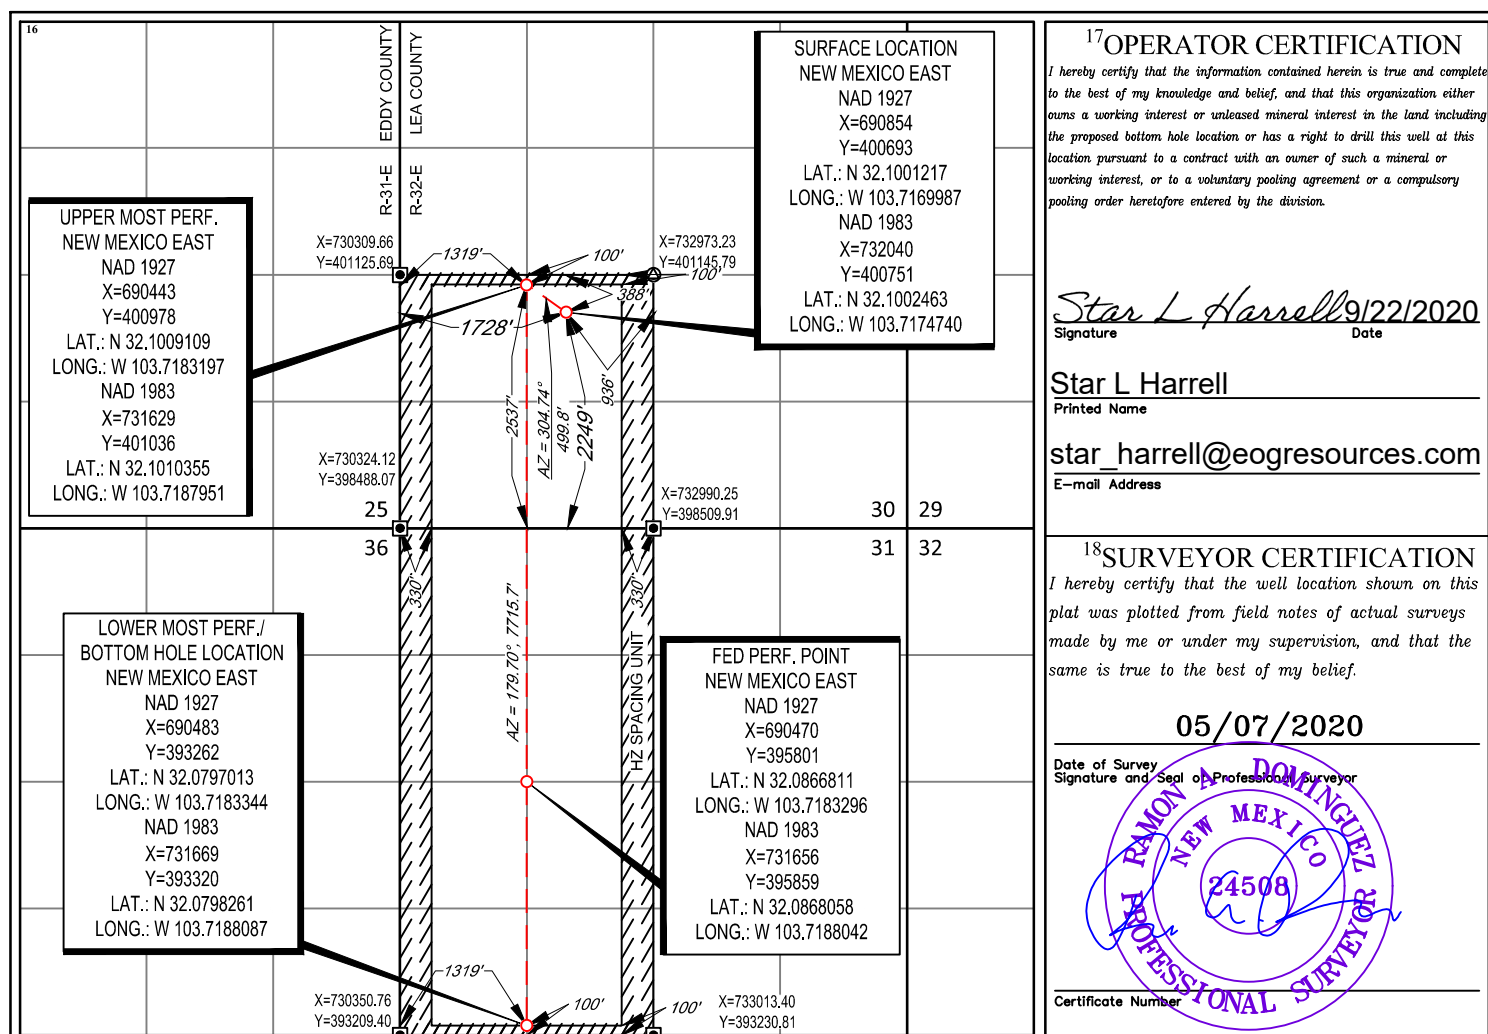 16
EDDY COUNTY
LEA COUNTY
R-31-E
R-32-E
SURFACE LOCATION
NEW MEXICO EAST
NAD 1927
X=690854
Y=400693
LAT.: N 32.1001217
LONG.: W 103.7169987
NAD 1983
X=732040
Y=400751
LAT.: N 32.1002463
LONG.: W 103.7174740
UPPER MOST PERF.
NEW MEXICO EAST
NAD 1927
X=690443
Y=400978
LAT.: N 32.1009109
LONG.: W 103.7183197
NAD 1983
X=731629
Y=401036
LAT.: N 32.1010355
LONG.: W 103.7187951
X=730309.66
Y=401125.69
1319'
100'
X=732973.23
Y=401145.79
100'
388'
1728'
936'
2537'
AZ = 304.74°
499.8'
2249'
X=730324.12
Y=398488.07
X=732990.25
Y=398509.91
25
30
29
36
31
32
330'
330'
AZ = 179.70°, 7715.7'
HZ SPACING UNIT
LOWER MOST PERF./
BOTTOM HOLE LOCATION
NEW MEXICO EAST
NAD 1927
X=690483
Y=393262
LAT.: N 32.0797013
LONG.: W 103.7183344
NAD 1983
X=731669
Y=393320
LAT.: N 32.0798261
LONG.: W 103.7188087
FED PERF. POINT
NEW MEXICO EAST
NAD 1927
X=690470
Y=395801
LAT.: N 32.0866811
LONG.: W 103.7183296
NAD 1983
X=731656
Y=395859
LAT.: N 32.0868058
LONG.: W 103.7188042
X=730350.76
Y=393209.40
1319'
100'
100'
X=733013.40
Y=393230.81
17OPERATOR CERTIFICATION
I hereby certify that the information contained herein is true and complete
to the best of my knowledge and belief, and that this organization either
owns a working interest or unleased mineral interest in the land including
the proposed bottom hole location or has a right to drill this well at this
location pursuant to a contract with an owner of such a mineral or
working interest, or to a voluntary pooling agreement or a compulsory
pooling order heretofore entered by the division.
Star L Harrell 9/22/2020
Signature Date
Star L Harrell
Printed Name
star_harrell@eogresources.com
E-mail Address
18SURVEYOR CERTIFICATION
I hereby certify that the well location shown on this
plat was plotted from field notes of actual surveys
made by me or under my supervision, and that the
same is true to the best of my belief.
05/07/2020
Date of Survey
Signature and Seal of Professional Surveyor
RAMON A. DOMINGUEZ
NEW MEXICO
24508
PROFESSIONAL SURVEYOR
Certificate Number